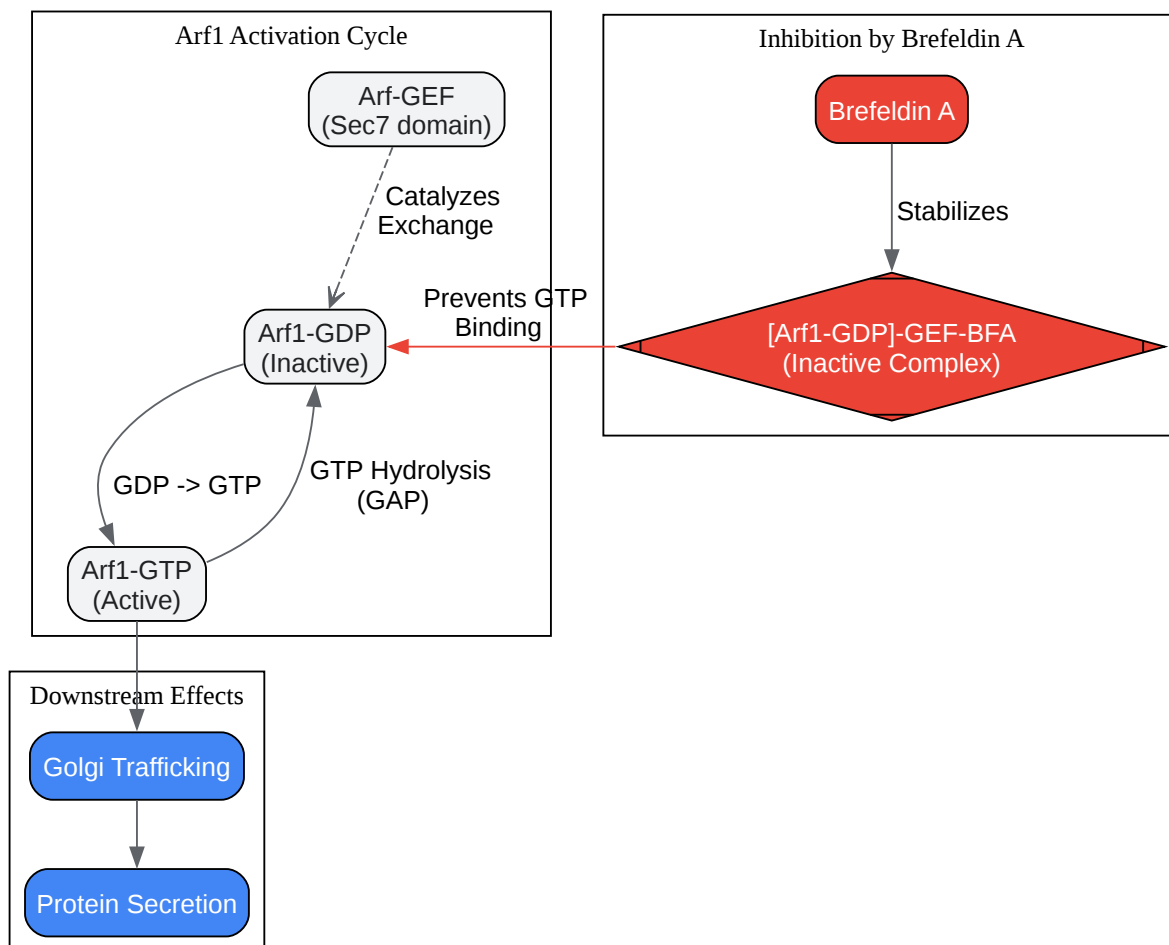 Arf1 Activation Cycle
Arf-GEF
(Sec7 domain)
Catalyzes
Exchange
Arf1-GDP
(Inactive)
GDP -> GTP
GTP Hydrolysis
(GAP)
Arf1-GTP
(Active)
Inhibition by Brefeldin A
Brefeldin A
Stabilizes
[Arf1-GDP]-GEF-BFA
(Inactive Complex)
Prevents GTP
Binding
Downstream Effects
Golgi Trafficking
Protein Secretion